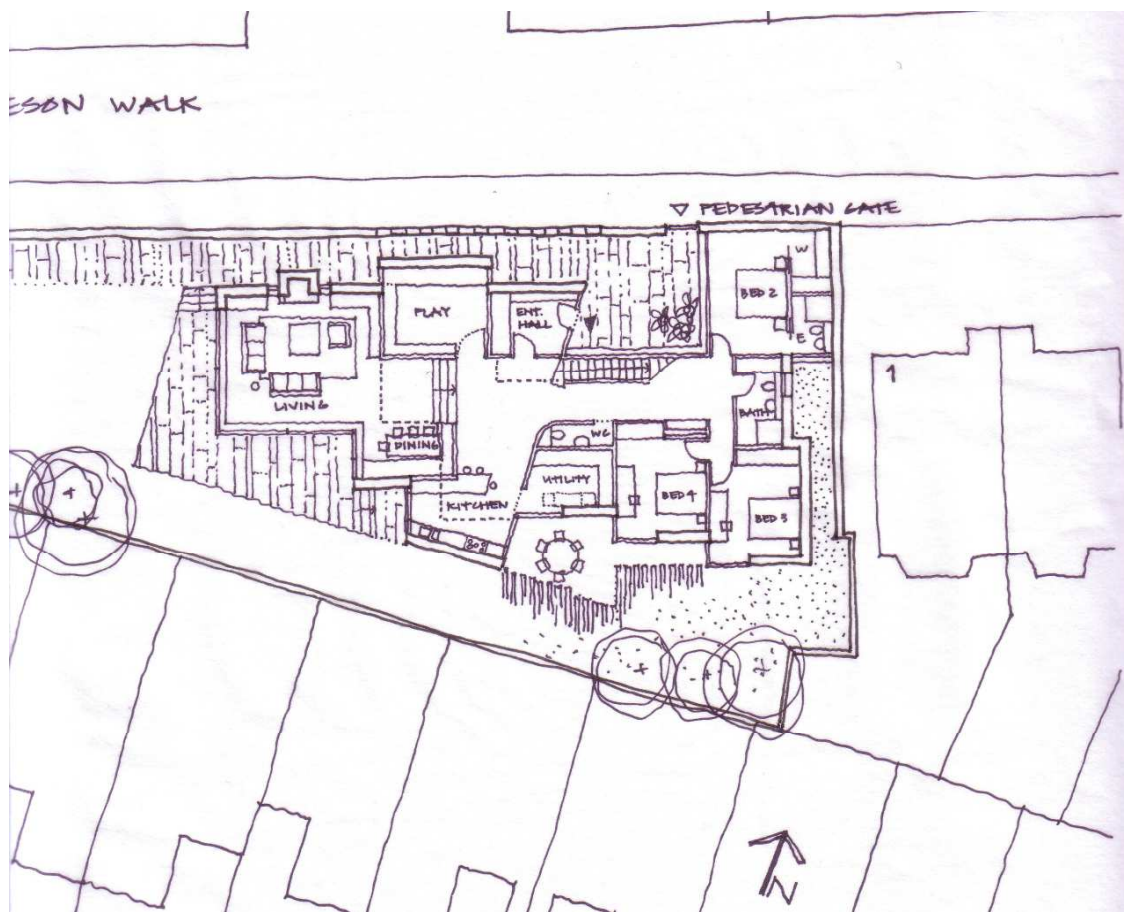 ESON WALK
▽ PEDESTRIAN GATE
W
BED 2
PLAY
ENT.
HALL
E
1
LIVING
BATH
DINING
WC
UTILITY
BED 4
KITCHEN
BED 3
N